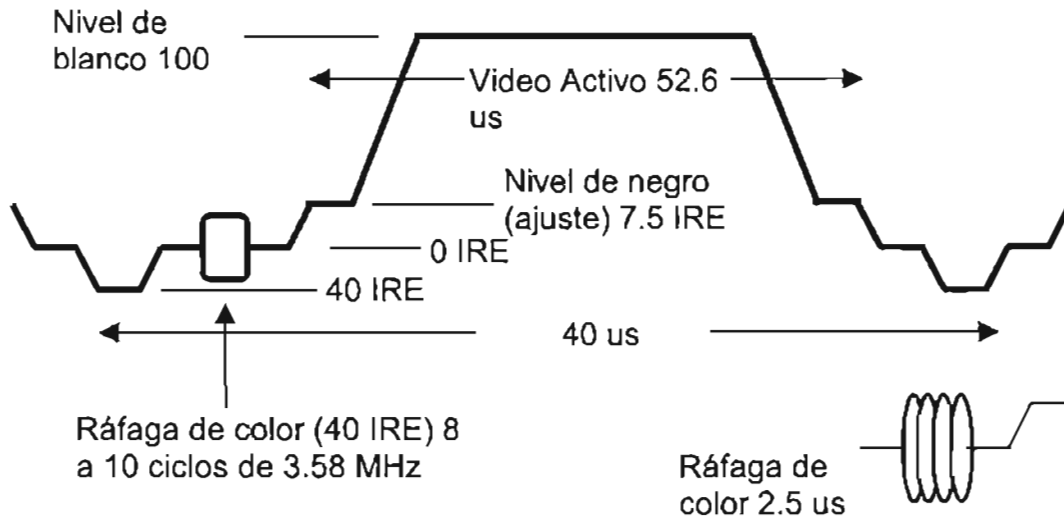 Nivel de
blanco 100
Video Activo 52.6
us
Nivel de negro
(ajuste) 7.5 IRE
0 IRE
40 IRE
40 us
Ráfaga de color (40 IRE) 8
a 10 ciclos de 3.58 MHz
Ráfaga de
color 2.5 us